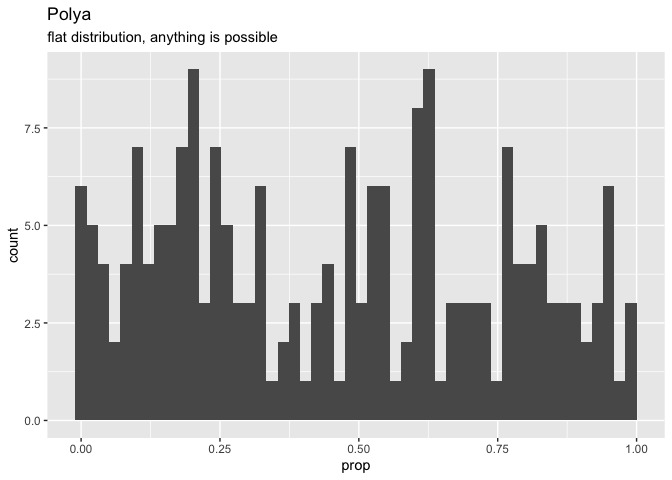 Polya
flat distribution, anything is possible
7.5
5.0
2.5
0.0
count
0.00 0.25 0.50 0.75 1.00
prop